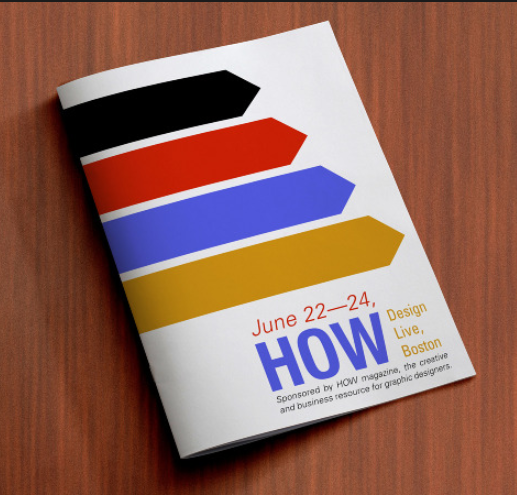 June 22—24,
HOW
Design
Live,
Boston
Sponsored by HOW magazine, the creative
and business resource for graphic designers.